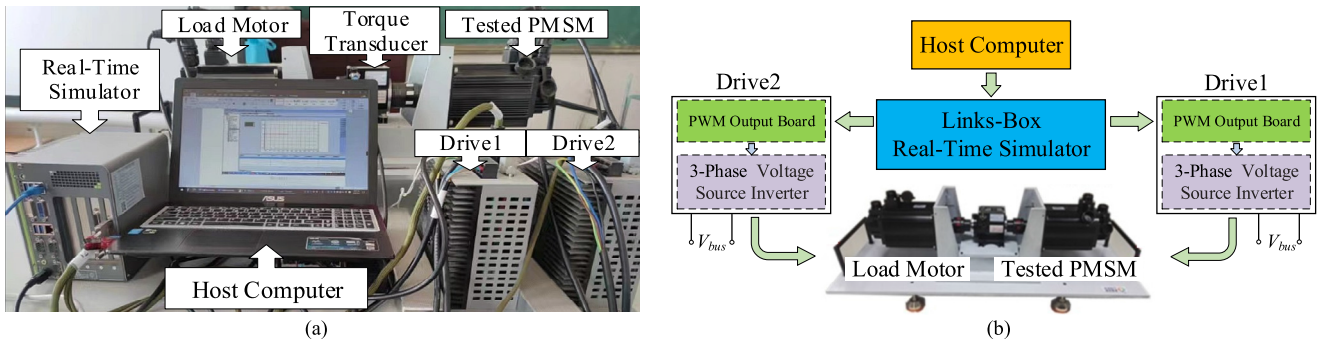 Load Motor
Torque
Transducer
Tested PMSM
Real-Time
Simulator
Drive1
Drive2
ASUS
Host Computer
(a)
Host Computer
Drive2
Drive1
PWM Output Board
Links-Box
Real-Time Simulator
PWM Output Board
3-Phase Voltage
Source Inverter
3-Phase Voltage
Source Inverter
Vbus
Vbus
Load Motor
Tested PMSM
(b)